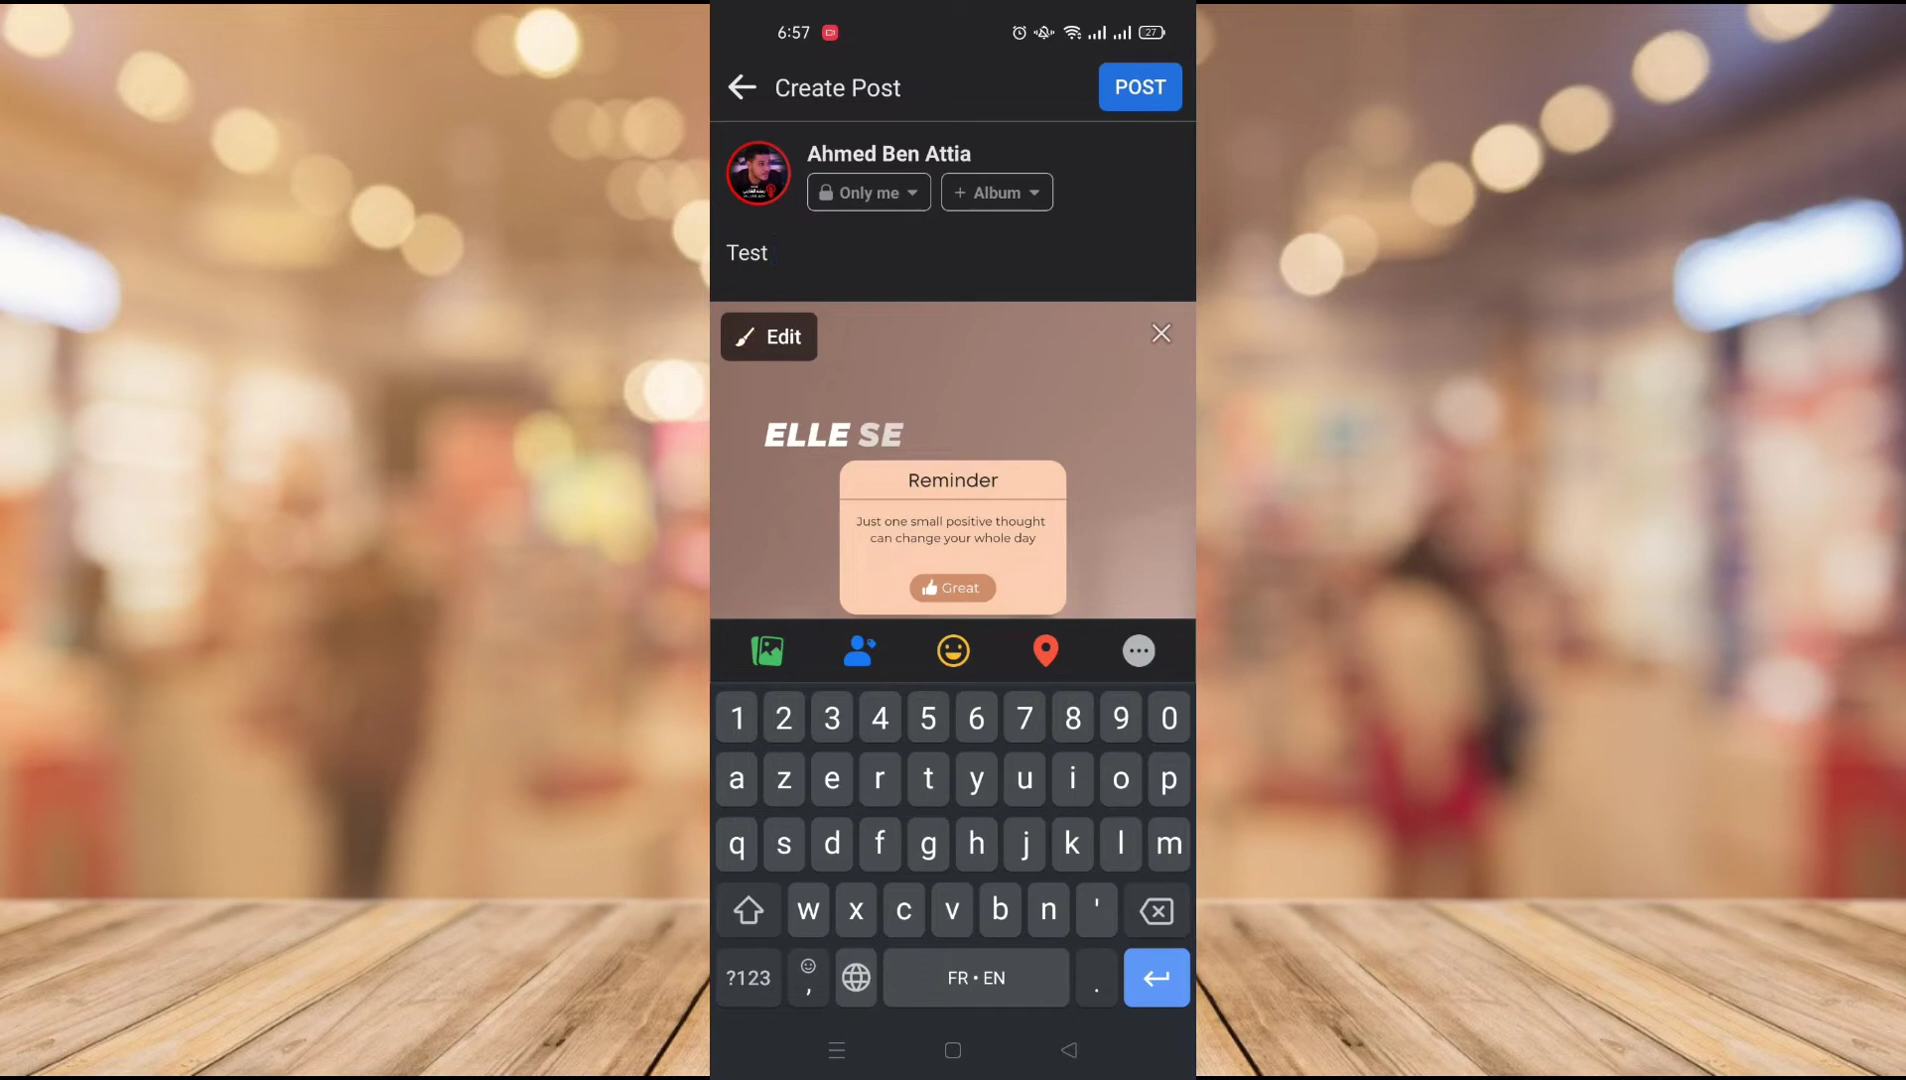 6:57
27
Create Post
POST
Ahmed Ben Attia
Only me
+ Album
Test
Edit
ELLE SE
Reminder
Just one small positive thought
can change your whole day
Great
1 2 3 4 5 6 7 8 9 0
a z e r t y u i o p
q s d f g h j k l m
w x c v b n '
?123 , FR • EN .